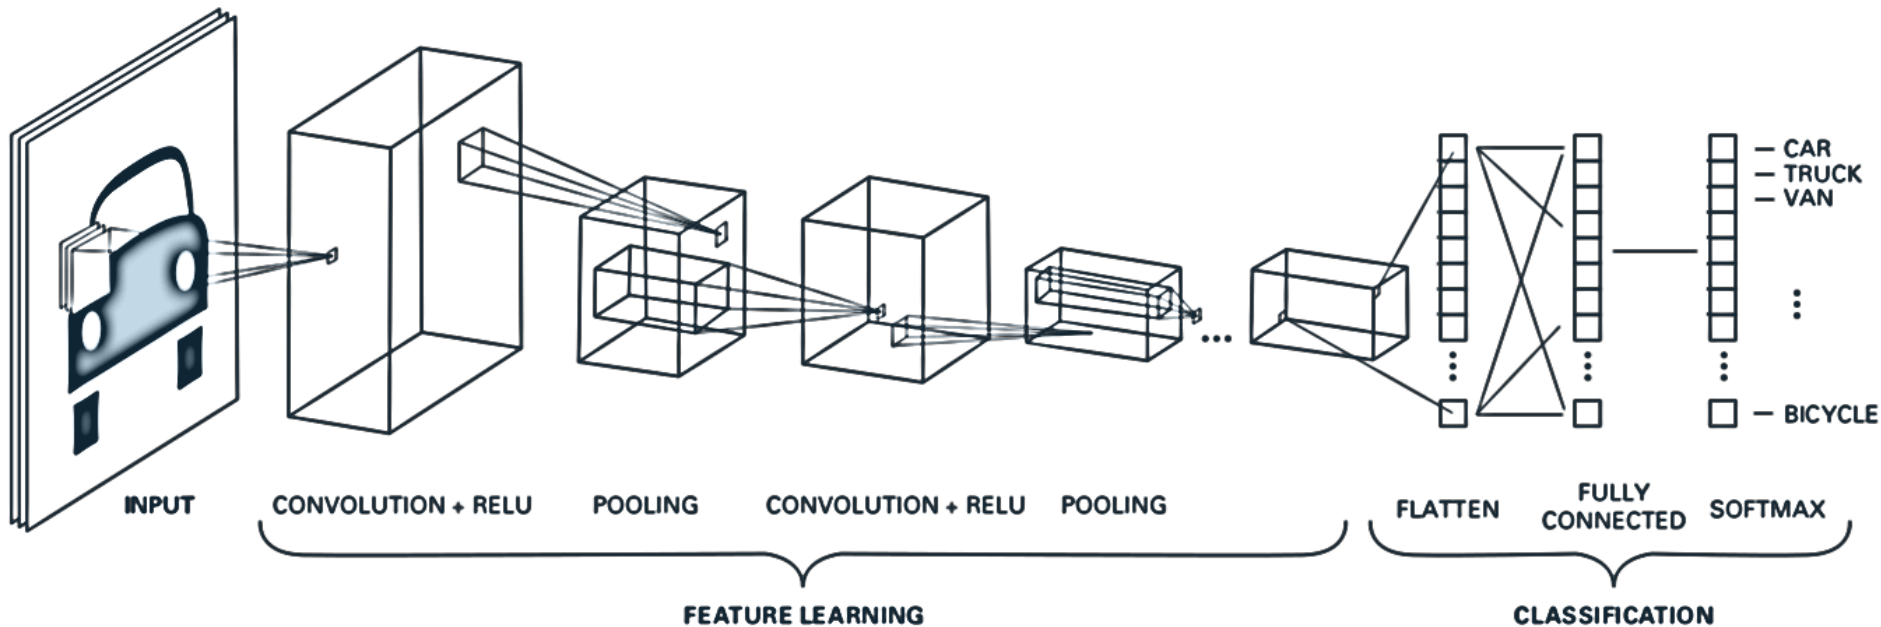 CAR
TRUCK
VAN
BICYCLE
INPUT
CONVOLUTION + RELU
POOLING
CONVOLUTION + RELU
POOLING
FLATTEN
FULLY
CONNECTED
SOFTMAX
FEATURE LEARNING
CLASSIFICATION